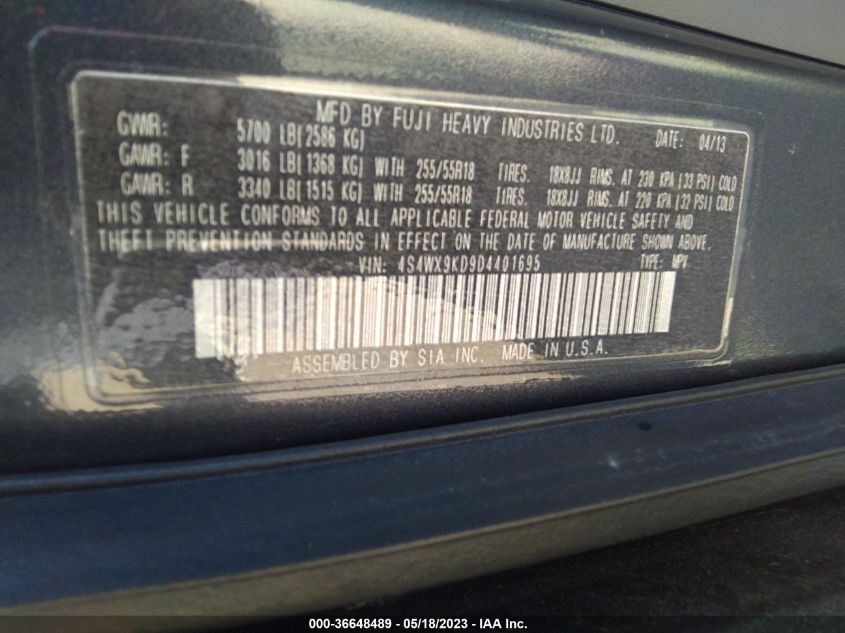 MFD BY FUJI HEAVY INDUSTRIES LTD. DATE: 04/13
GVWR: 5700 LB(2586 KG)
GAWR: F 3016 LB(1368 KG) WITH 255/55R18 TIRES. 18X8JJ RIMS. AT 230 KPA (33 PSI) COLD
GAWR: R 3340 LB(1515 KG) WITH 255/55R18 TIRES. 18X8JJ RIMS. AT 220 KPA (32 PSI) COLD
THIS VEHICLE CONFORMS TO ALL APPLICABLE FEDERAL MOTOR VEHICLE SAFETY AND
THEFT PREVENTION STANDARDS IN EFFECT ON THE DATE OF MANUFACTURE SHOWN ABOVE.
VIN: 4S4WX9KD9D4401695 TYPE: MPV
ASSEMBLED BY SIA INC. MADE IN U.S.A.
000-36648489 - 05/18/2023 - IAA Inc.